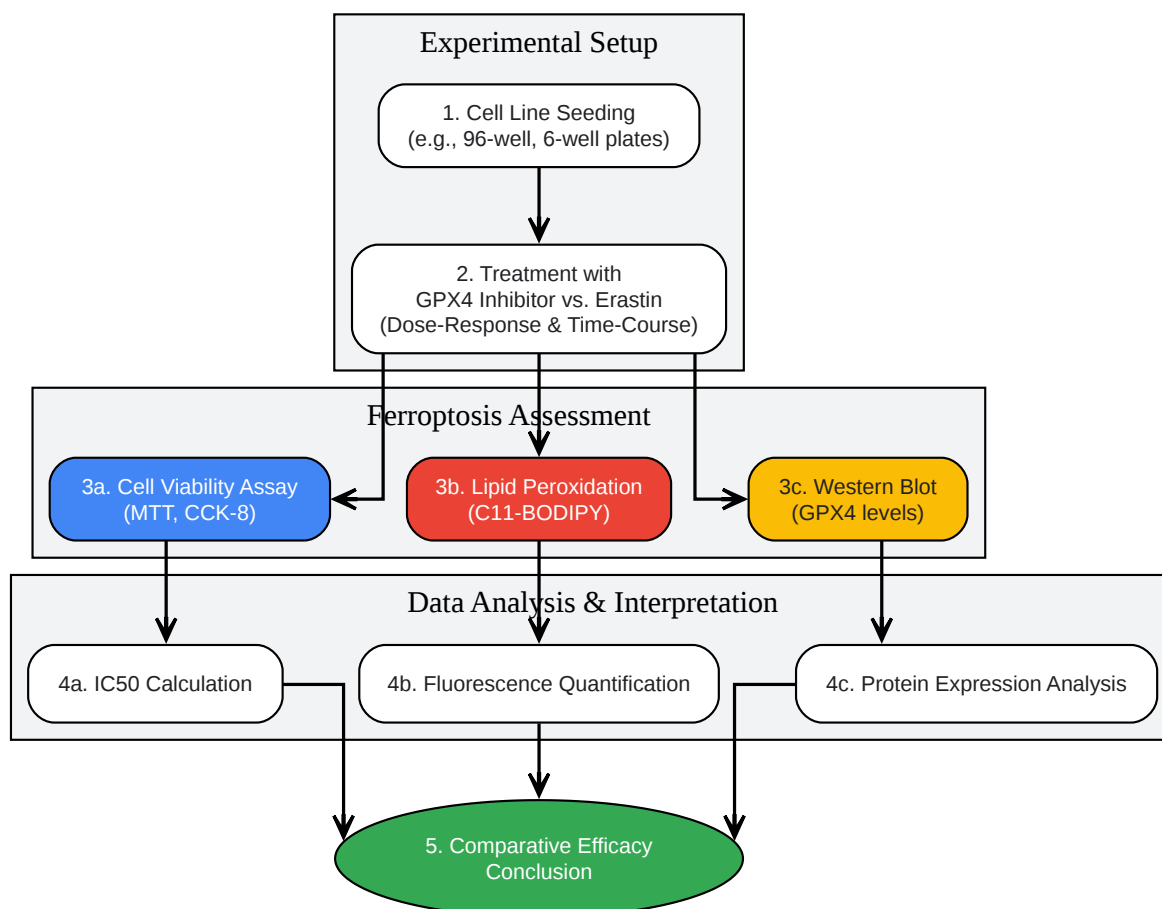 Experimental Setup
1. Cell Line Seeding
(e.g., 96-well, 6-well plates)
2. Treatment with
GPX4 Inhibitor vs. Erastin
(Dose-Response & Time-Course)
Ferroptosis Assessment
3a. Cell Viability Assay
(MTT, CCK-8)
3b. Lipid Peroxidation
(C11-BODIPY)
3c. Western Blot
(GPX4 levels)
Data Analysis & Interpretation
4a. IC50 Calculation
4b. Fluorescence Quantification
4c. Protein Expression Analysis
5. Comparative Efficacy
Conclusion